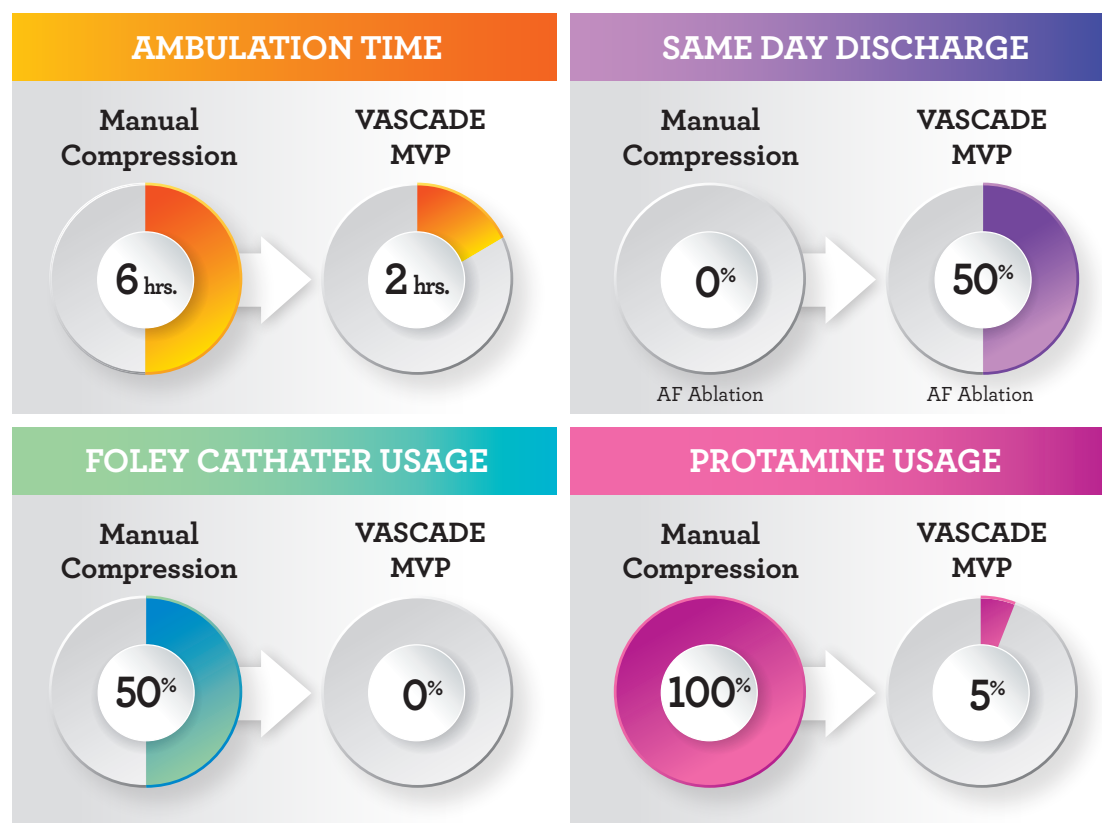 AMBULATION TIME
Manual
Compression
VASCADE
MVP
6 hrs.
2 hrs.
SAME DAY DISCHARGE
Manual
Compression
VASCADE
MVP
0%
50%
AF Ablation
AF Ablation
FOLEY CATHATER USAGE
Manual
Compression
VASCADE
MVP
50%
0%
PROTAMINE USAGE
Manual
Compression
VASCADE
MVP
100%
5%